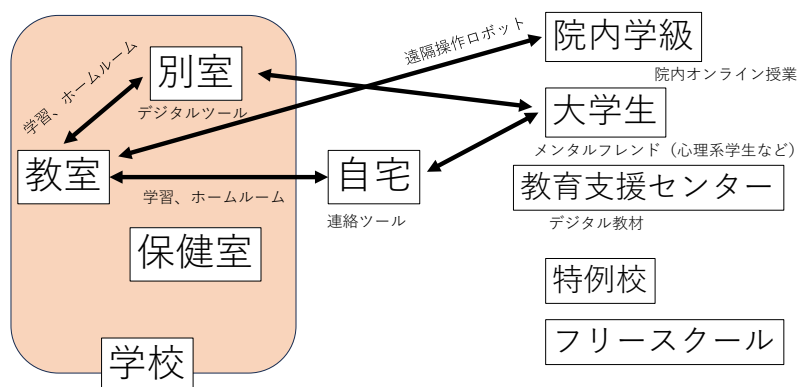 遠隔操作ロボット
院内学級
院内オンライン授業
学習、ホームルーム
別室
デジタルツール
大学生
メンタルフレンド（心理系学生など）
教室
学習、ホームルーム
自宅
連絡ツール
教育支援センター
デジタル教材
保健室
特例校
フリースクール
学校